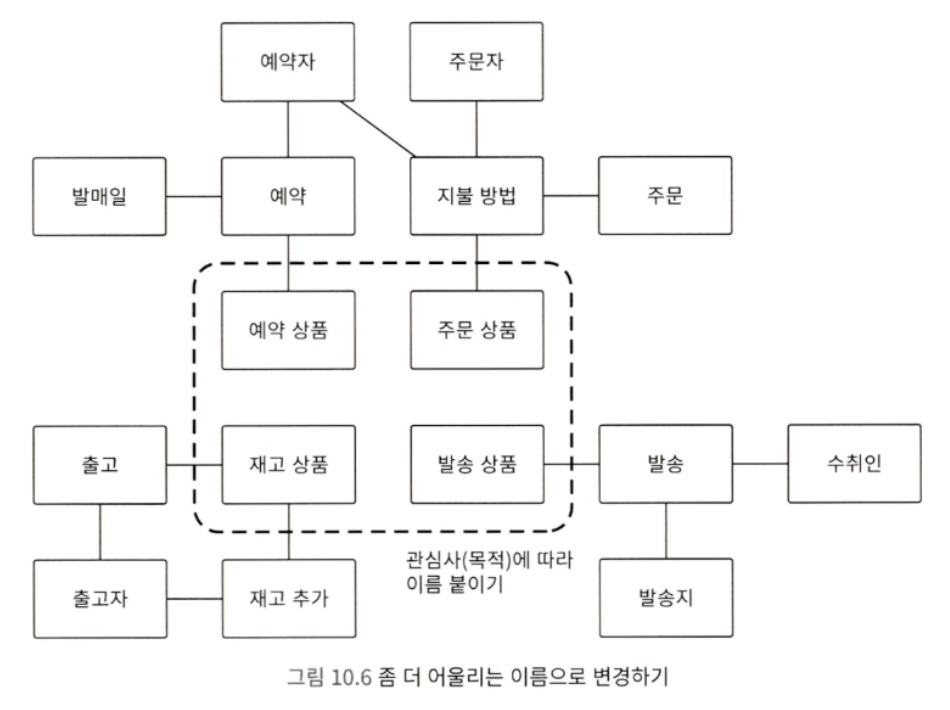 예약자
주문자
발매일
예약
지불 방법
주문
예약 상품
주문 상품
출고
재고 상품
발송 상품
발송
수취인
관심사(목적)에 따라
이름 붙이기
출고자
재고 추가
발송지
그림 10.6 좀 더 어울리는 이름으로 변경하기